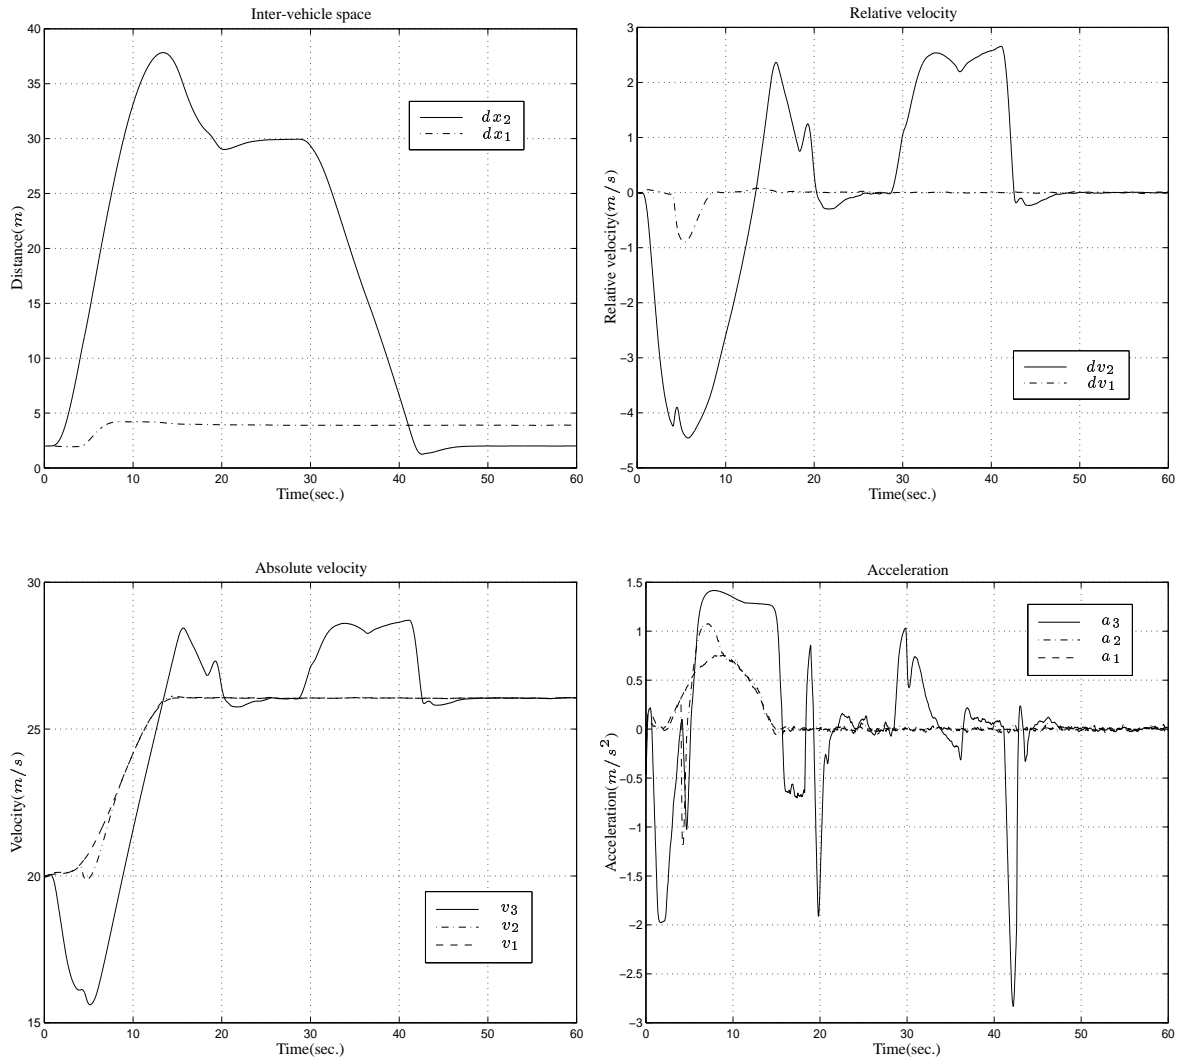 Inter-vehicle space
40
35
30
25
20
15
10
5
0
0 10 20 30 40 50 60
Distance(m)
Time(sec.)
dx2
dx1
Relative velocity
3
2
1
0
−1
−2
−3
−4
−5
0 10 20 30 40 50 60
Relative velocity(m/s)
Time(sec.)
dv2
dv1
Absolute velocity
30
25
20
15
0 10 20 30 40 50 60
Velocity(m/s)
Time(sec.)
v3
v2
v1
Acceleration
1.5
1
0.5
0
−0.5
−1
−1.5
−2
−2.5
−3
0 10 20 30 40 50 60
Acceleration(m/s²)
Time(sec.)
a3
a2
a1